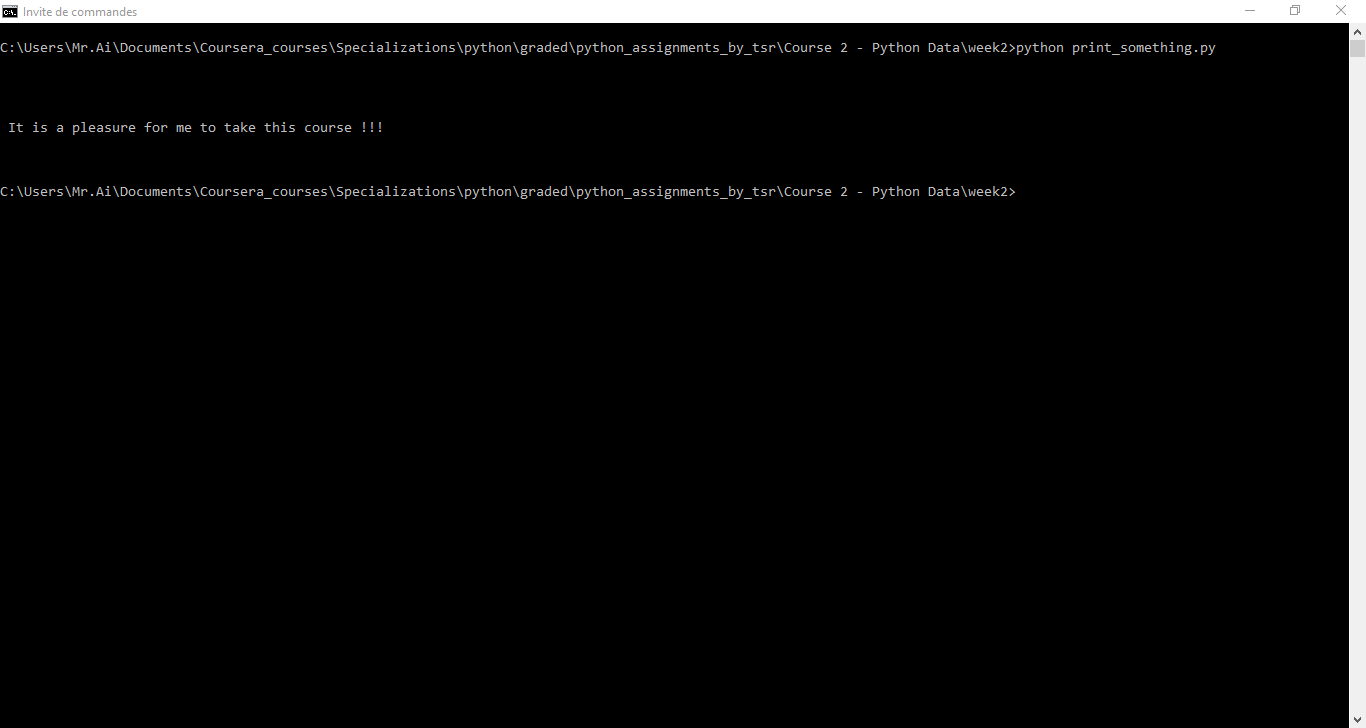 Invite de commandes
C:\Users\Mr.Ai\Documents\Coursera_courses\Specializations\python\graded\python_assignments_by_tsr\Course 2 - Python Data\week2>python print_something.py
It is a pleasure for me to take this course !!!
C:\Users\Mr.Ai\Documents\Coursera_courses\Specializations\python\graded\python_assignments_by_tsr\Course 2 - Python Data\week2>